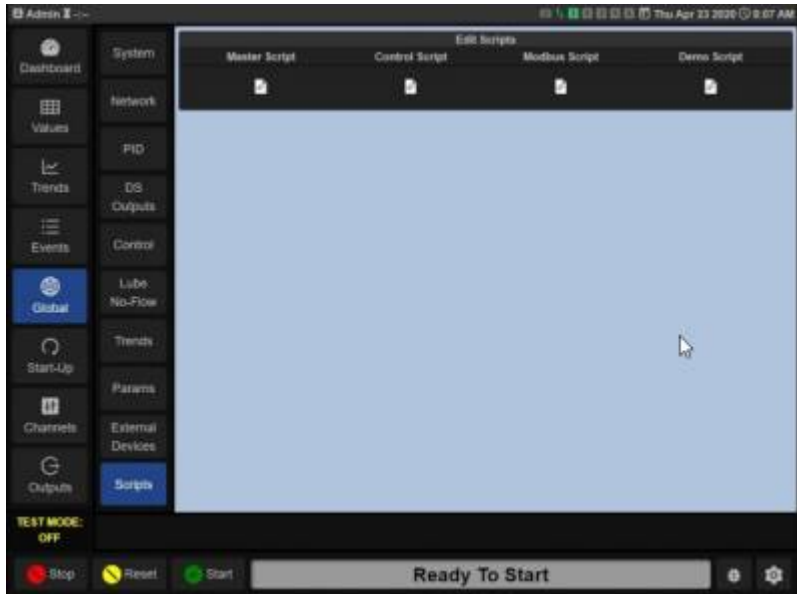 Admin
Thu Apr 23 2020 9:07 AM
Dashboard
Values
Trends
Events
Global
Start-Up
Channels
Outputs
TEST MODE:
OFF
System
Network
PID
DS
Outputs
Control
Lube
No-Flow
Trends
Params
External
Devices
Scripts
Edit Scripts
Master Script Control Script Modbus Script Demo Script
Stop Reset Start Ready To Start